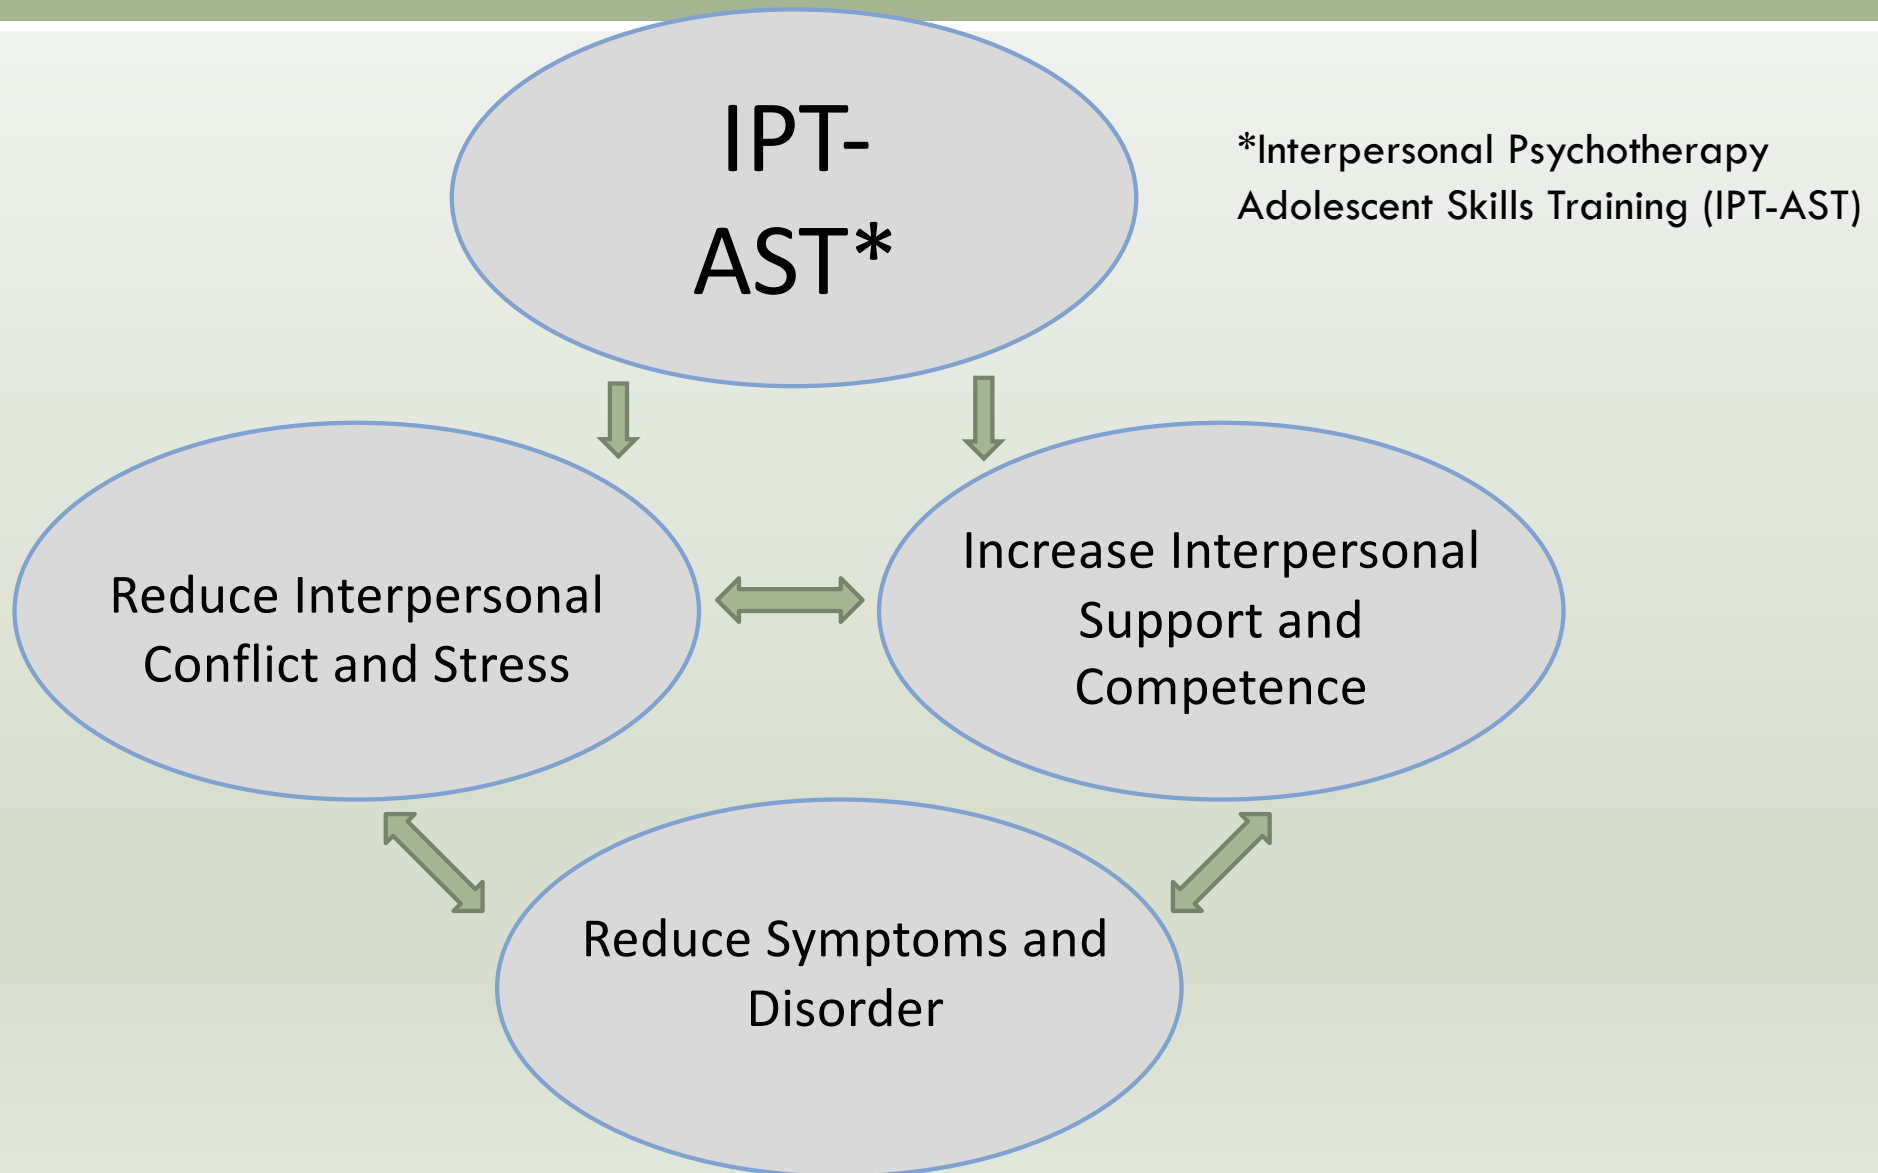 IPT-
AST*
*Interpersonal Psychotherapy
Adolescent Skills Training (IPT-AST)
Reduce Interpersonal
Conflict and Stress
Increase Interpersonal
Support and
Competence
Reduce Symptoms and
Disorder